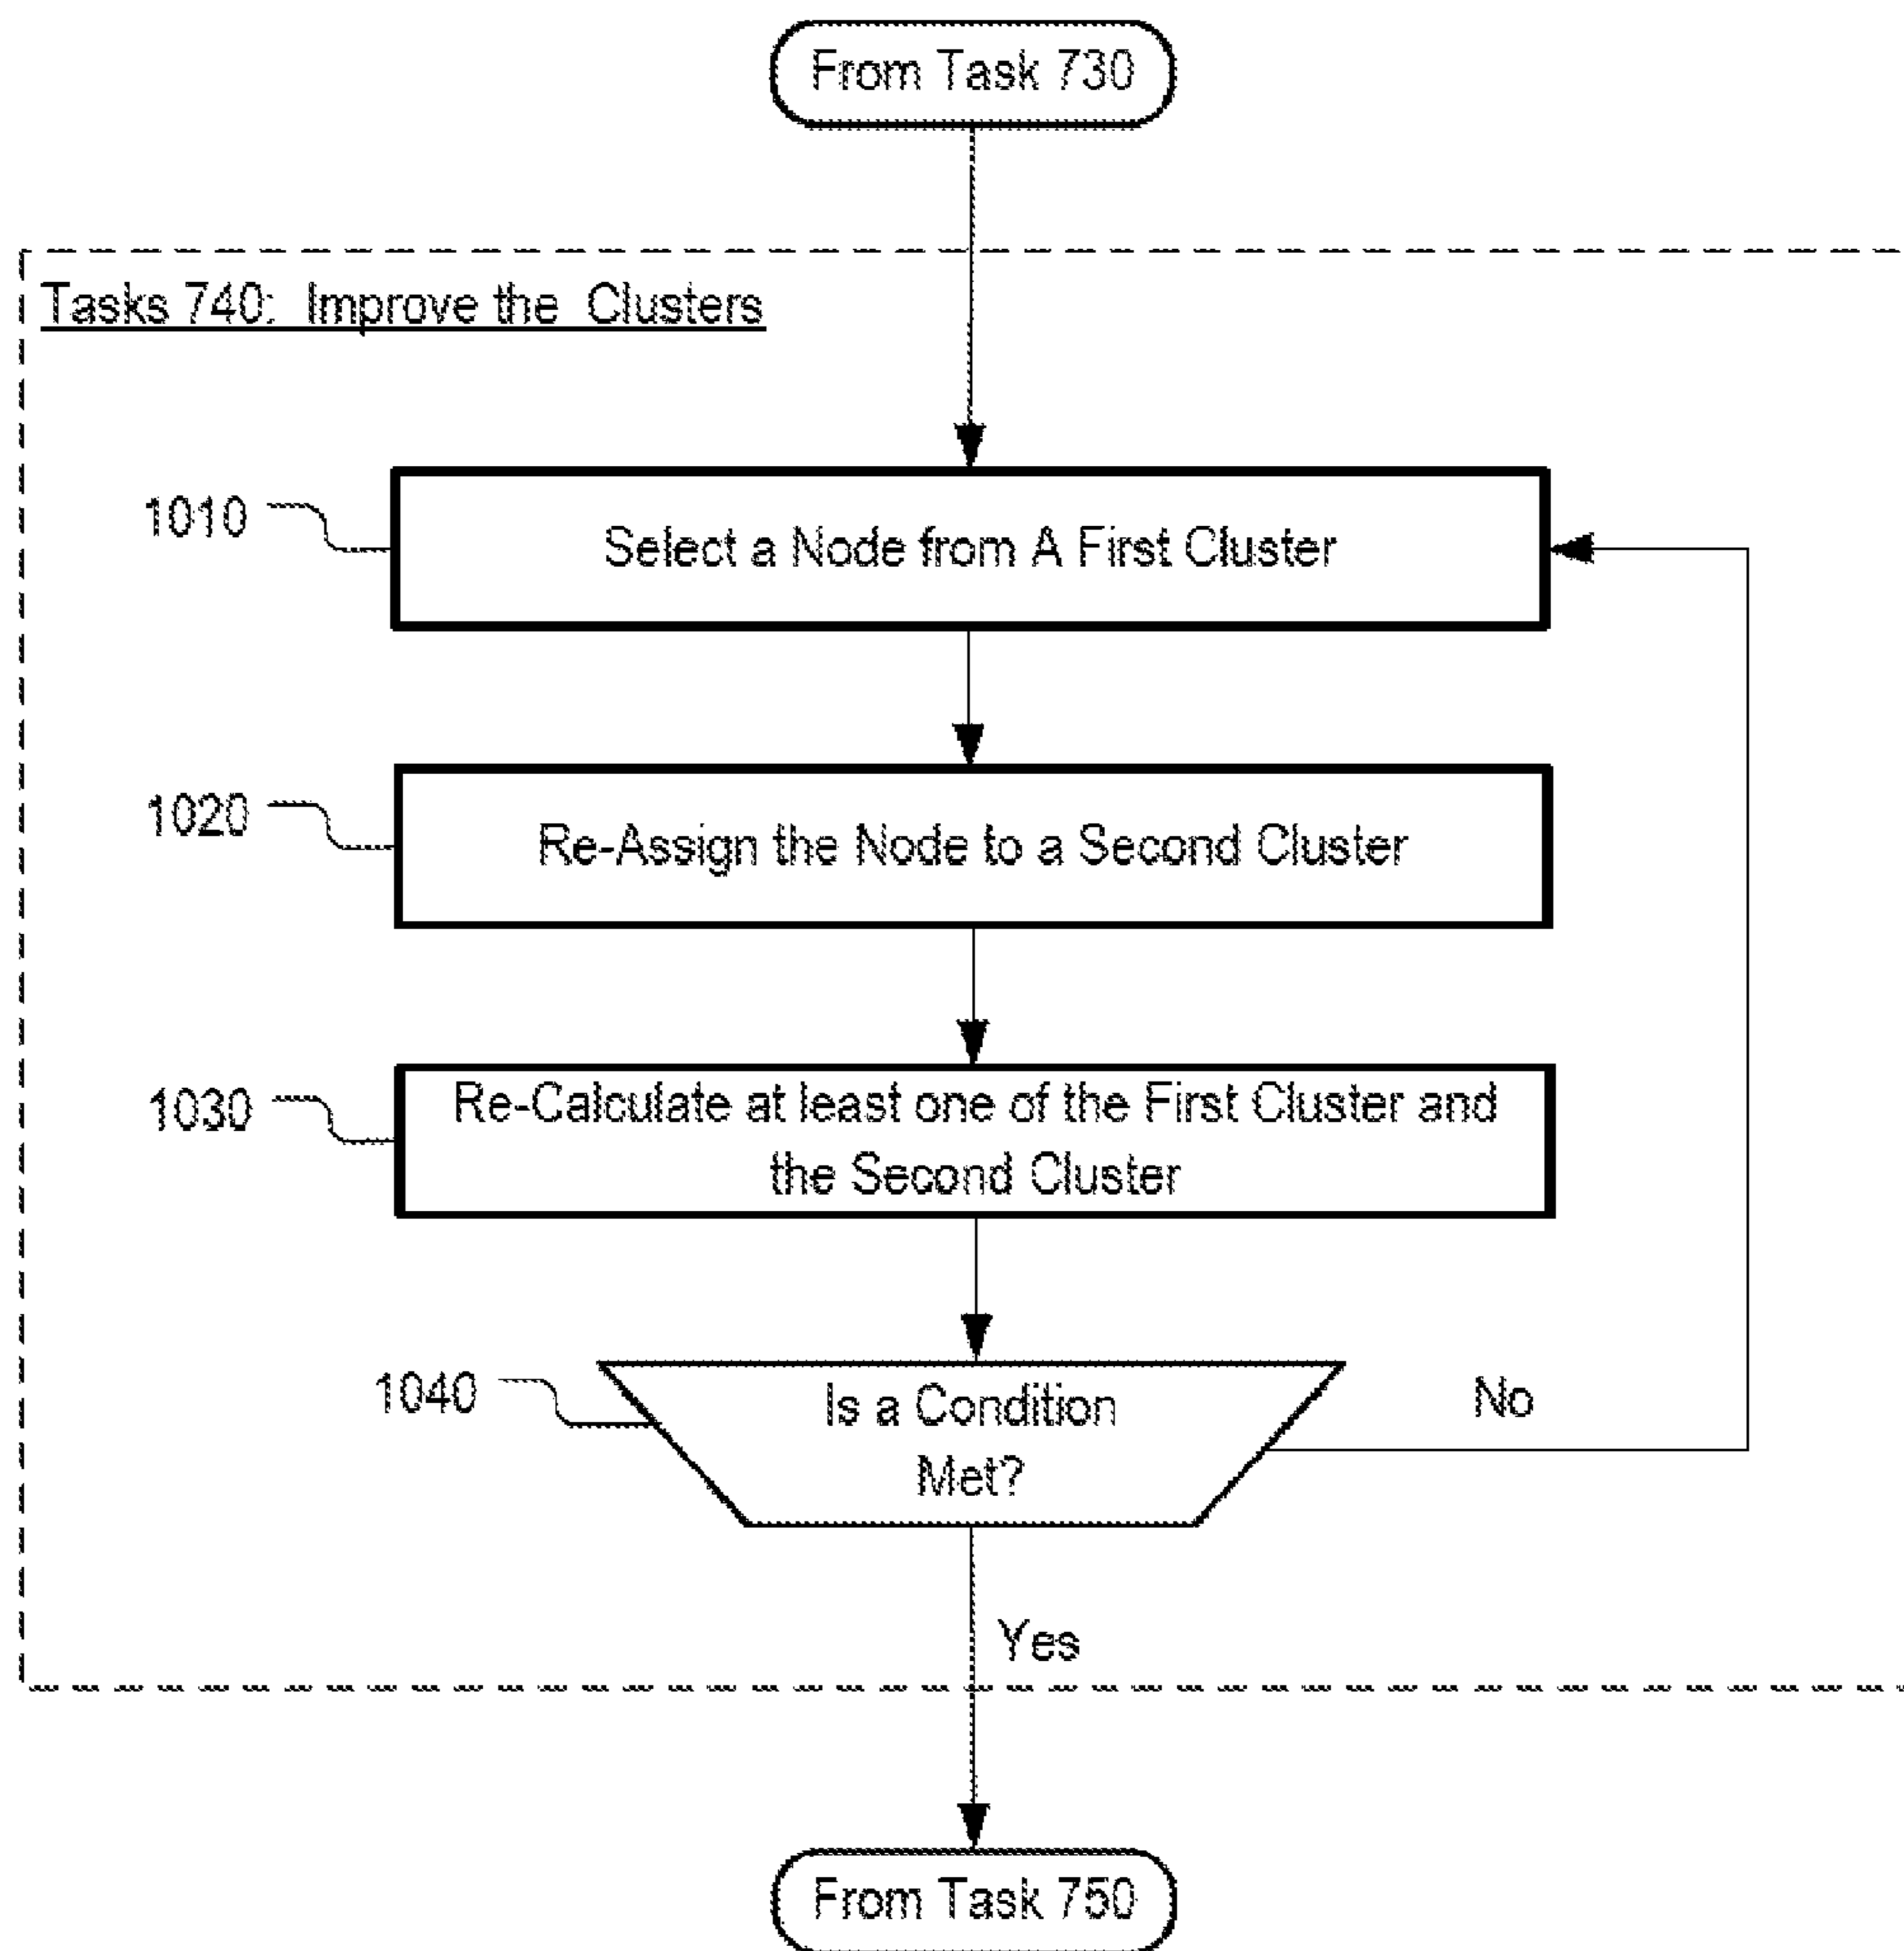 From Task 730
Tasks 740: Improve the Clusters
1010
Select a Node from A First Cluster
1020
Re-Assign the Node to a Second Cluster
1030
Re-Calculate at least one of the First Cluster and
the Second Cluster
1040
Is a Condition
Met?
No
Yes
From Task 750